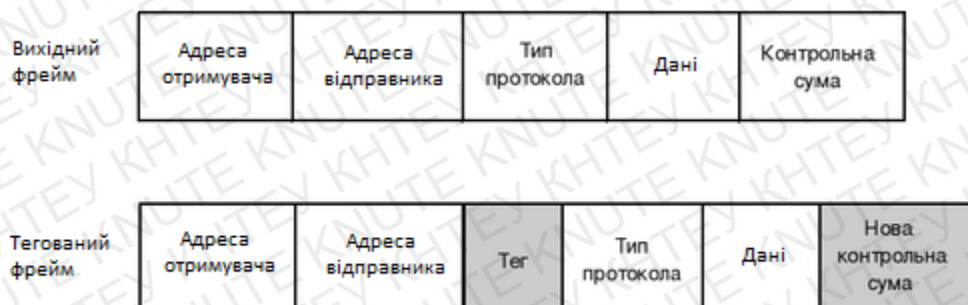 Вихідний
фрейм
Адреса
отримувача
Адреса
відправника
Тип
протокола
Дані
Контрольна
сума
Тегований
фрейм
Адреса
отримувача
Адреса
відправника
Тег
Тип
протокола
Дані
Нова
контрольна
сума